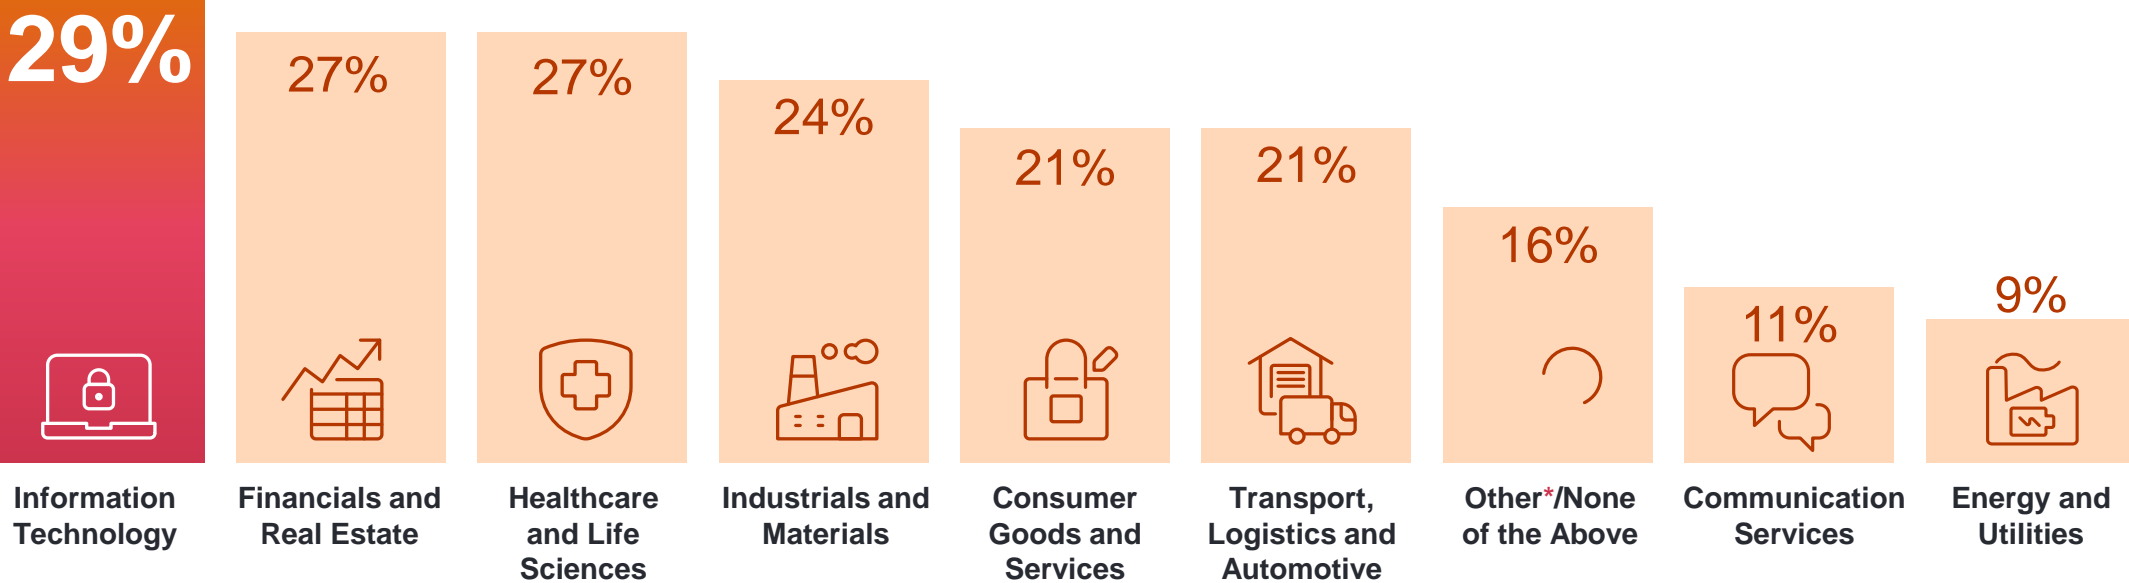 29%
27%
27%
24%
21%
21%
16%
11%
9%
Information
Technology
Financials and
Real Estate
Healthcare
and Life
Sciences
Industrials and
Materials
Consumer
Goods and
Services
Transport,
Logistics and
Automotive
Other*/None
of the Above
Communication
Services
Energy and
Utilities